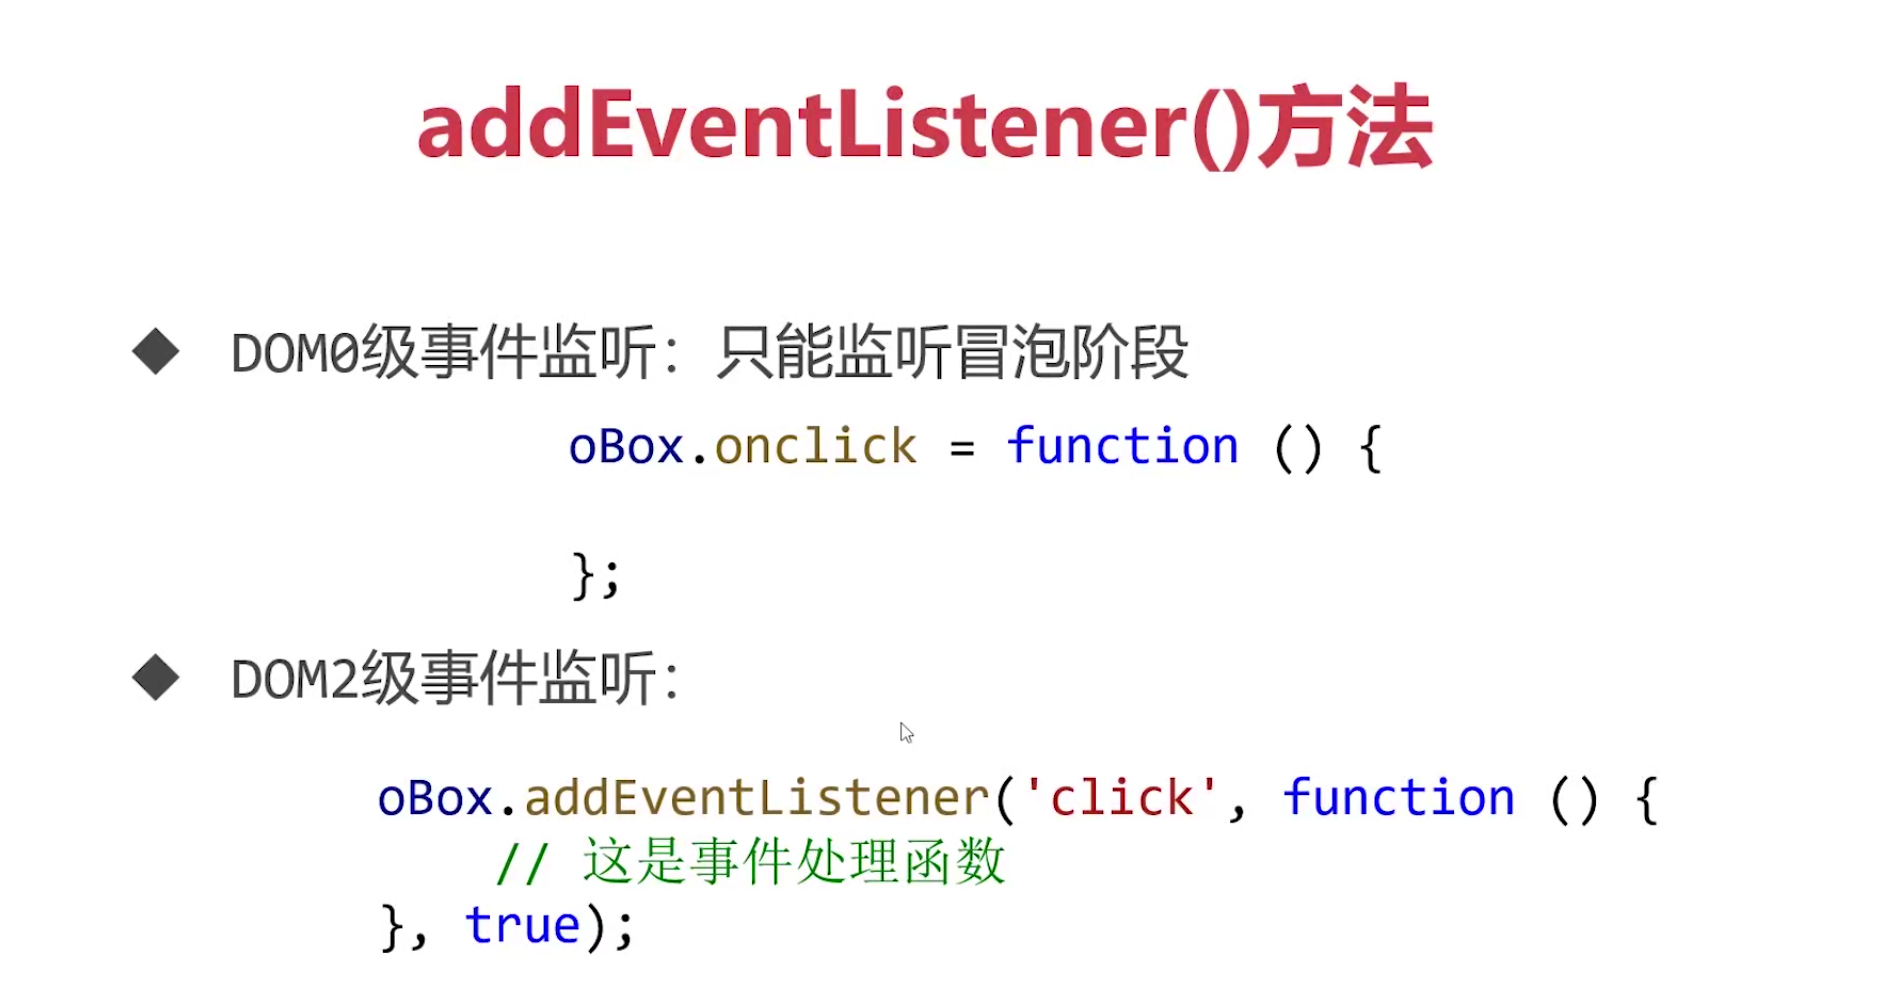 addEventListener()方法
DOM0级事件监听：只能监听冒泡阶段
oBox.onclick = function () {
};
DOM2级事件监听：
oBox.addEventListener('click', function () {
// 这是事件处理函数
}, true);